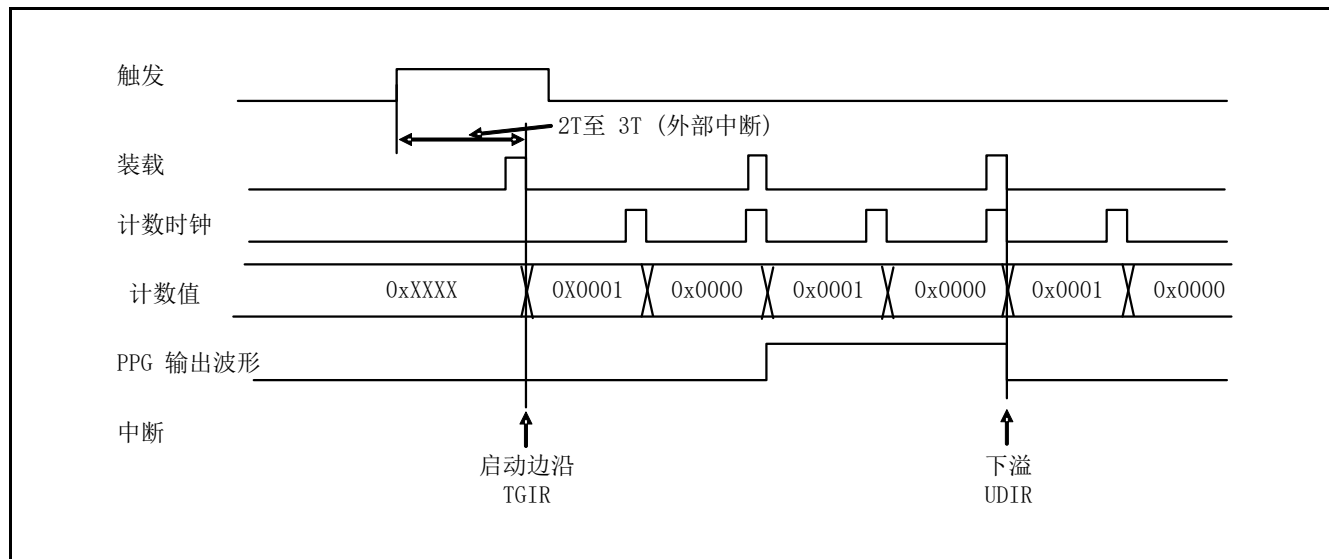 触发
2T至 3T (外部中断)
装载
计数时钟
计数值 0xXXXX 0X0001 0x0000 0x0001 0x0000 0x0001 0x0000
PPG 输出波形
中断
启动边沿 下溢
TGIR UDIR